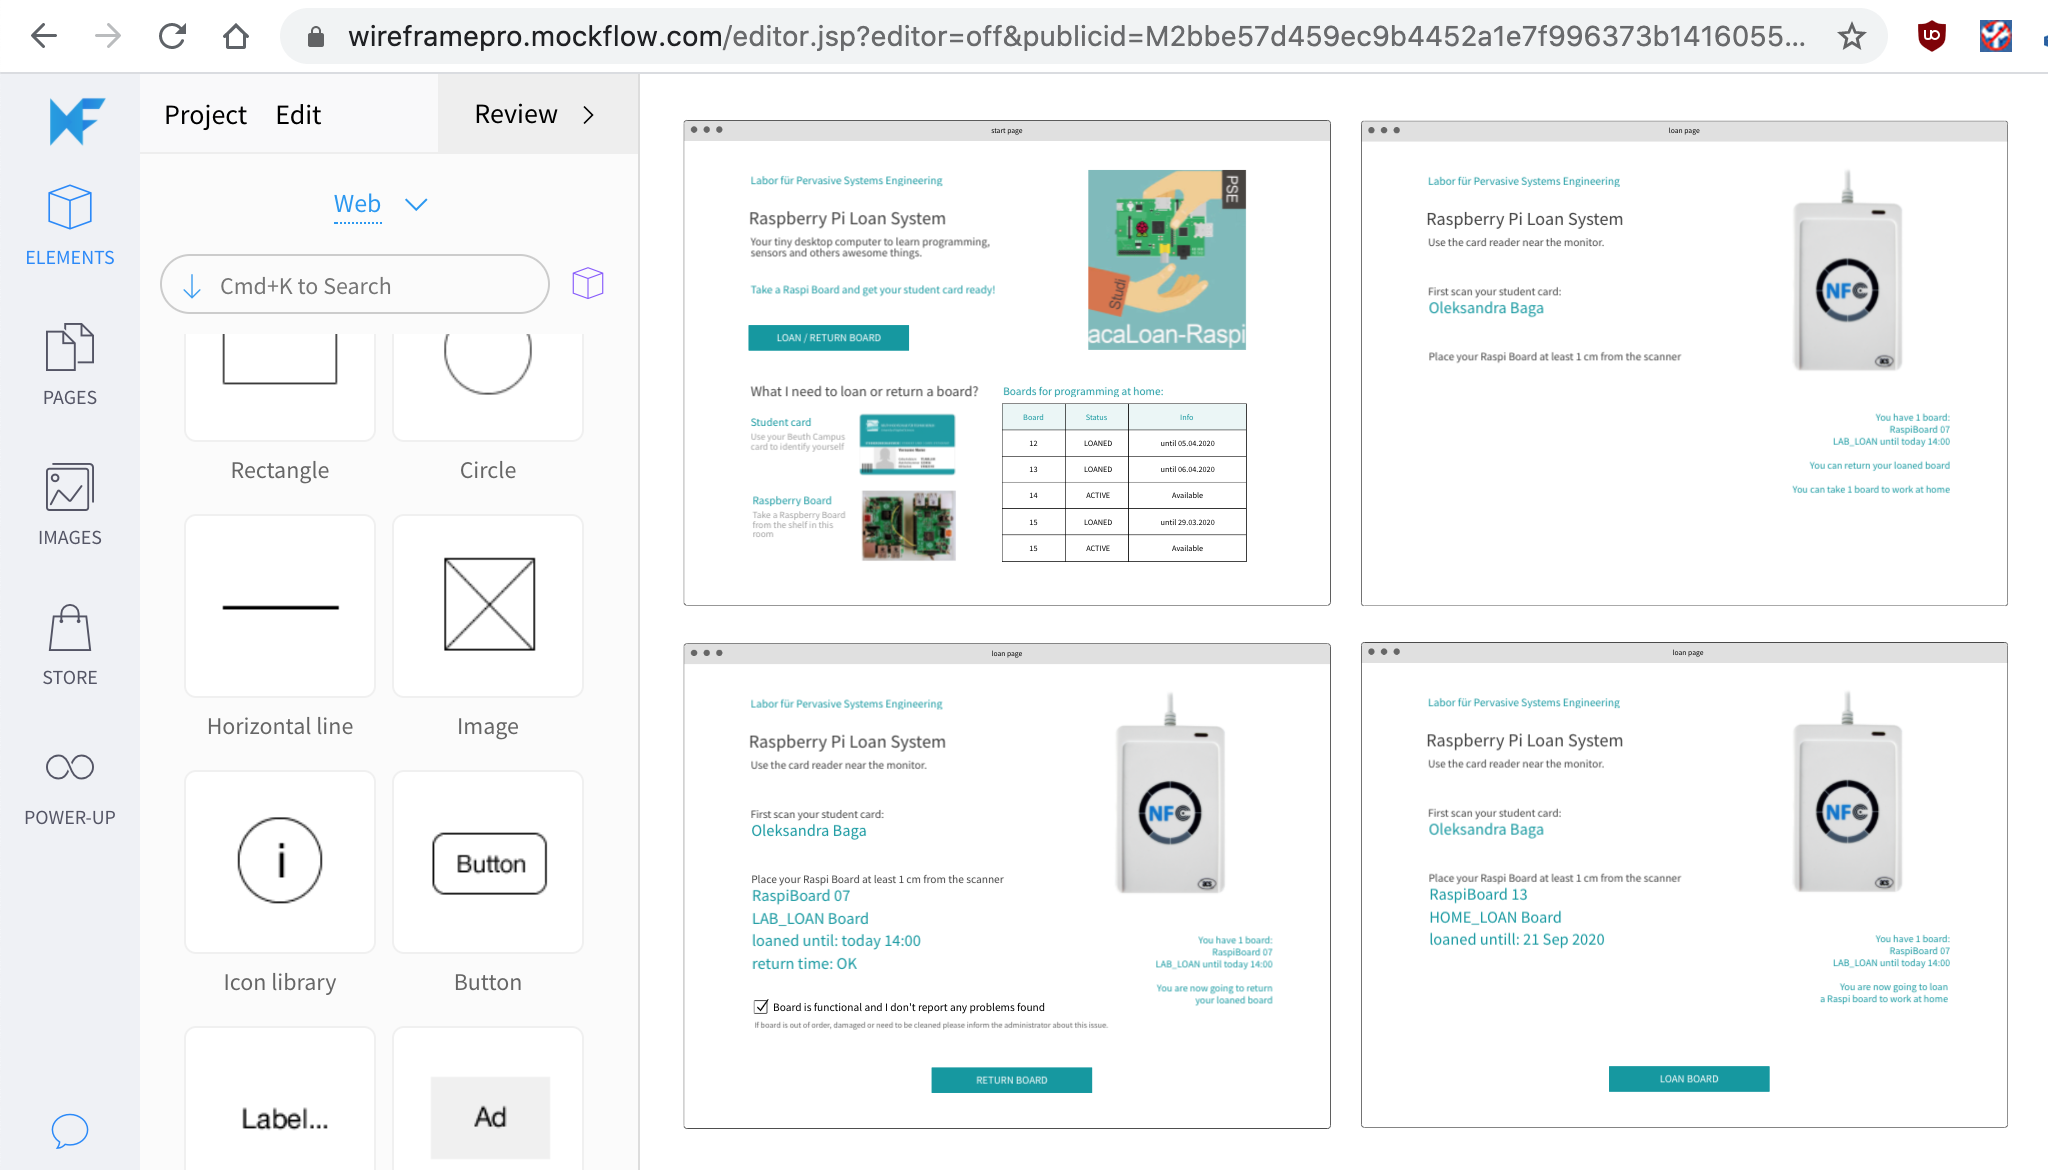 wireframepro.mockflow.com/editor.jsp?editor=off&publicid=M2bbe57d459ec9b4452a1e7f996373b1416055...
Project Edit Review
Web
Cmd+K to Search
ELEMENTS
PAGES
IMAGES
STORE
POWER-UP
Rectangle Circle
Horizontal line Image
i
Button
Icon library Button
Label...
Ad
start page
Labor für Pervasive Systems Engineering
Raspberry Pi Loan System
Your tiny desktop computer to learn programming,
sensors and others awesome things.
Take a Raspi Board and get your student card ready!
LOAN / RETURN BOARD
PSE
Studi
acaLoan-Raspi
What I need to loan or return a board?
Student card
Use your Beuth Campus
card to identify yourself
Raspberry Board
Take a Raspberry Board
from the shelf in this
room
Boards for programming at home:
Board Status Info
12 LOANED until 05.04.2020
13 LOANED until 06.04.2020
14 ACTIVE Available
15 LOANED until 29.03.2020
15 ACTIVE Available
loan page
Labor für Pervasive Systems Engineering
Raspberry Pi Loan System
Use the card reader near the monitor.
First scan your student card:
Oleksandra Baga
Place your Raspi Board at least 1 cm from the scanner
NFC
You have 1 board:
RaspiBoard 07
LAB_LOAN until today 14:00
You can return your loaned board
You can take 1 board to work at home
loan page
Labor für Pervasive Systems Engineering
Raspberry Pi Loan System
Use the card reader near the monitor.
First scan your student card:
Oleksandra Baga
Place your Raspi Board at least 1 cm from the scanner
RaspiBoard 07
LAB_LOAN Board
loaned until: today 14:00
return time: OK
NFC
You have 1 board:
RaspiBoard 07
LAB_LOAN until today 14:00
You are now going to return
your loaned board
Board is functional and I don't report any problems found
If board is out of order, damaged or need to be cleaned please inform the administrator about this issue.
RETURN BOARD
loan page
Labor für Pervasive Systems Engineering
Raspberry Pi Loan System
Use the card reader near the monitor.
First scan your student card:
Oleksandra Baga
Place your Raspi Board at least 1 cm from the scanner
RaspiBoard 13
HOME_LOAN Board
loaned untill: 21 Sep 2020
NFC
You have 1 board:
RaspiBoard 07
LAB_LOAN until today 14:00
You are now going to loan
a Raspi board to work at home
LOAN BOARD